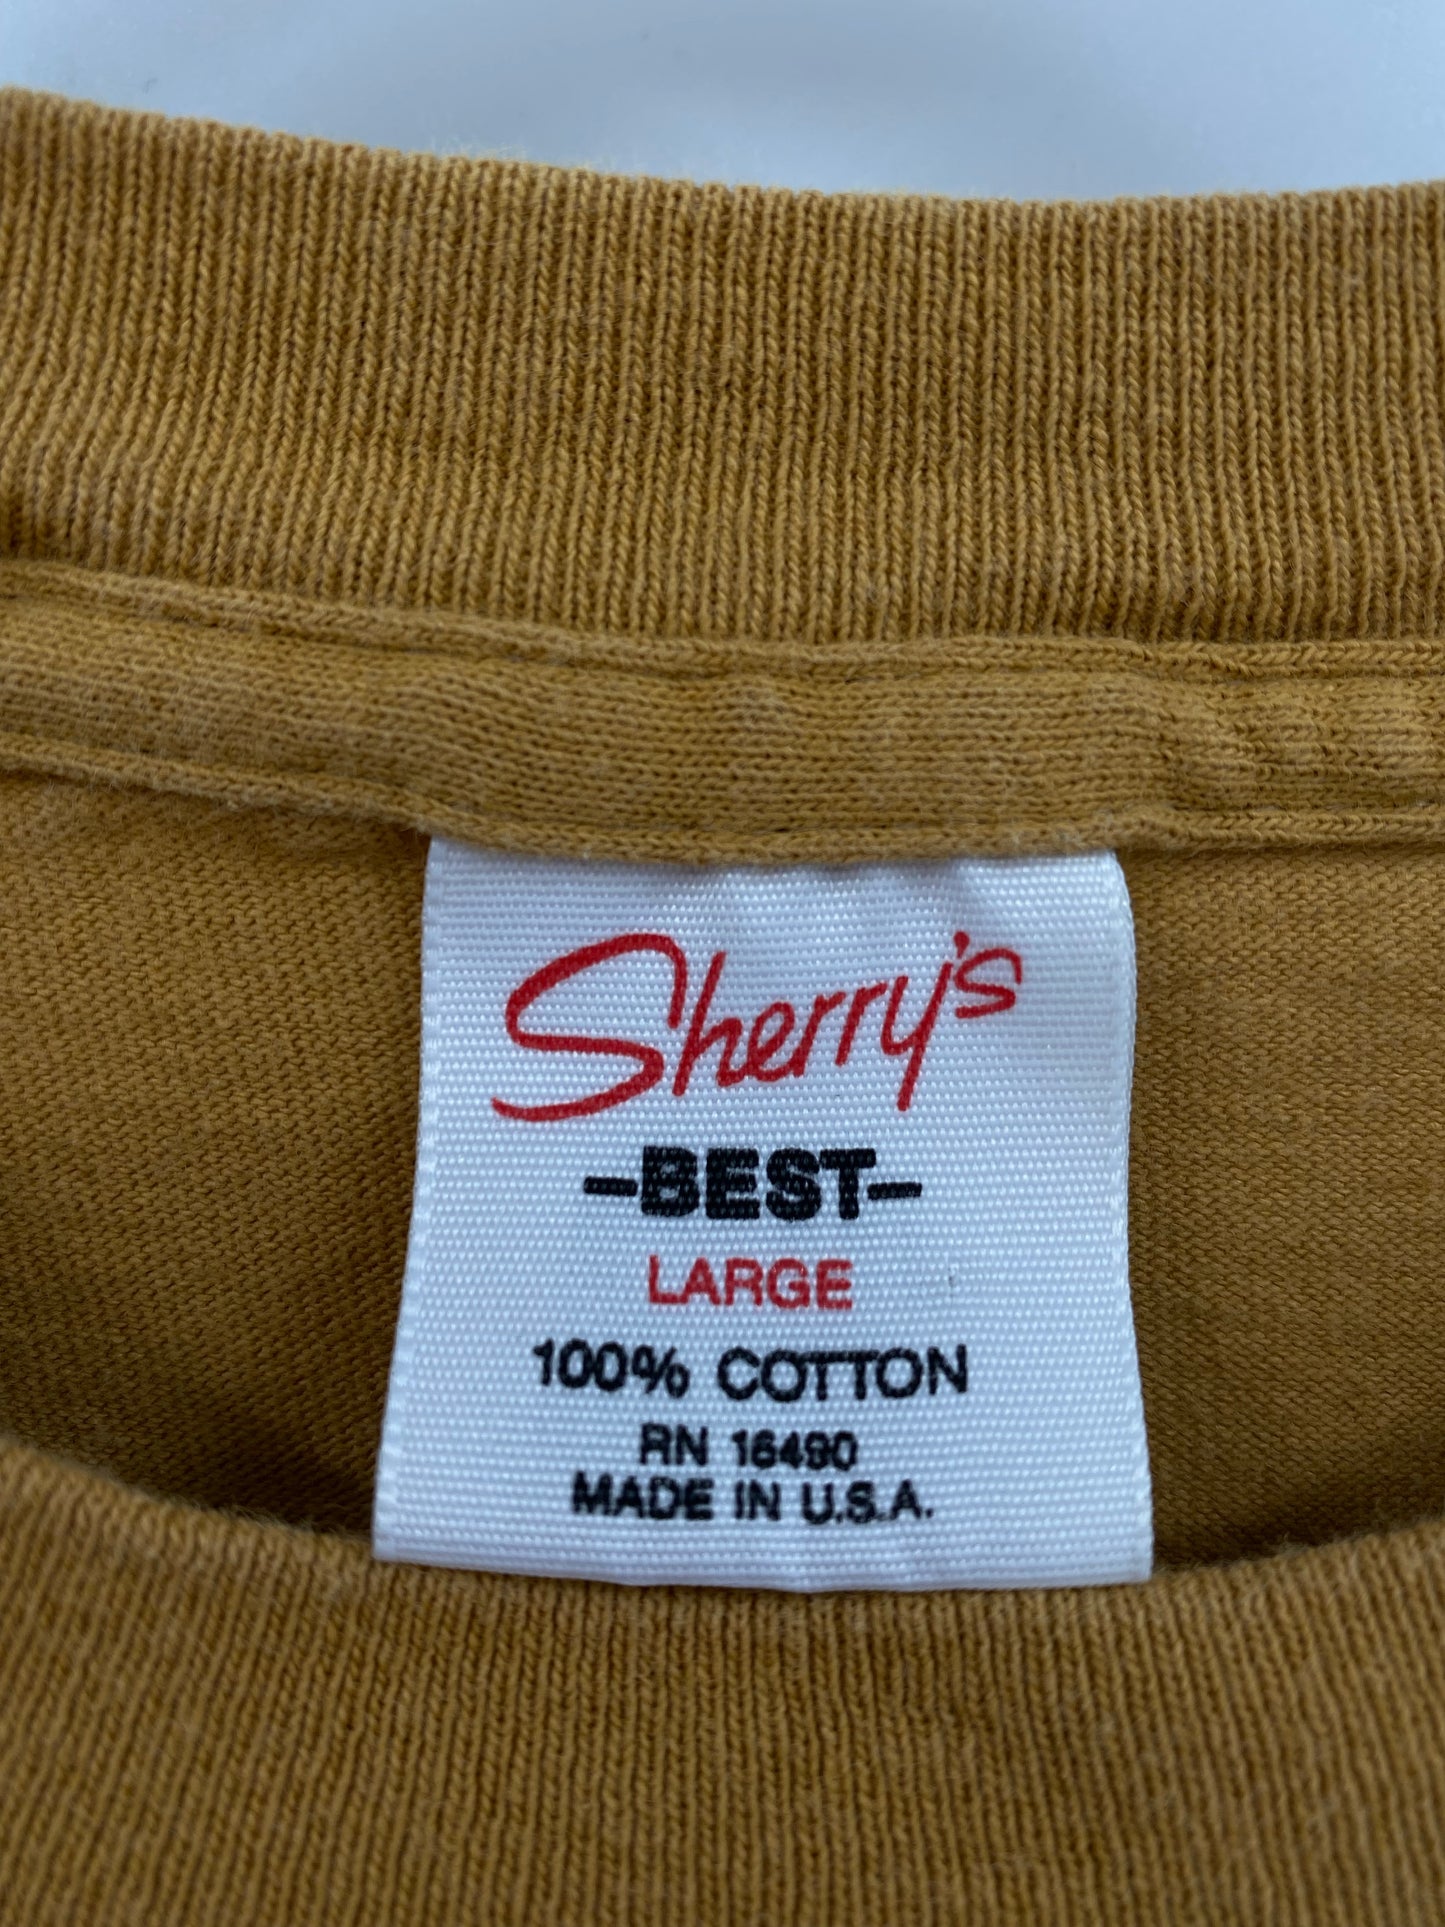 Sherry's
-BEST-
LARGE
100% COTTON
RN 16490
MADE IN U.S.A.